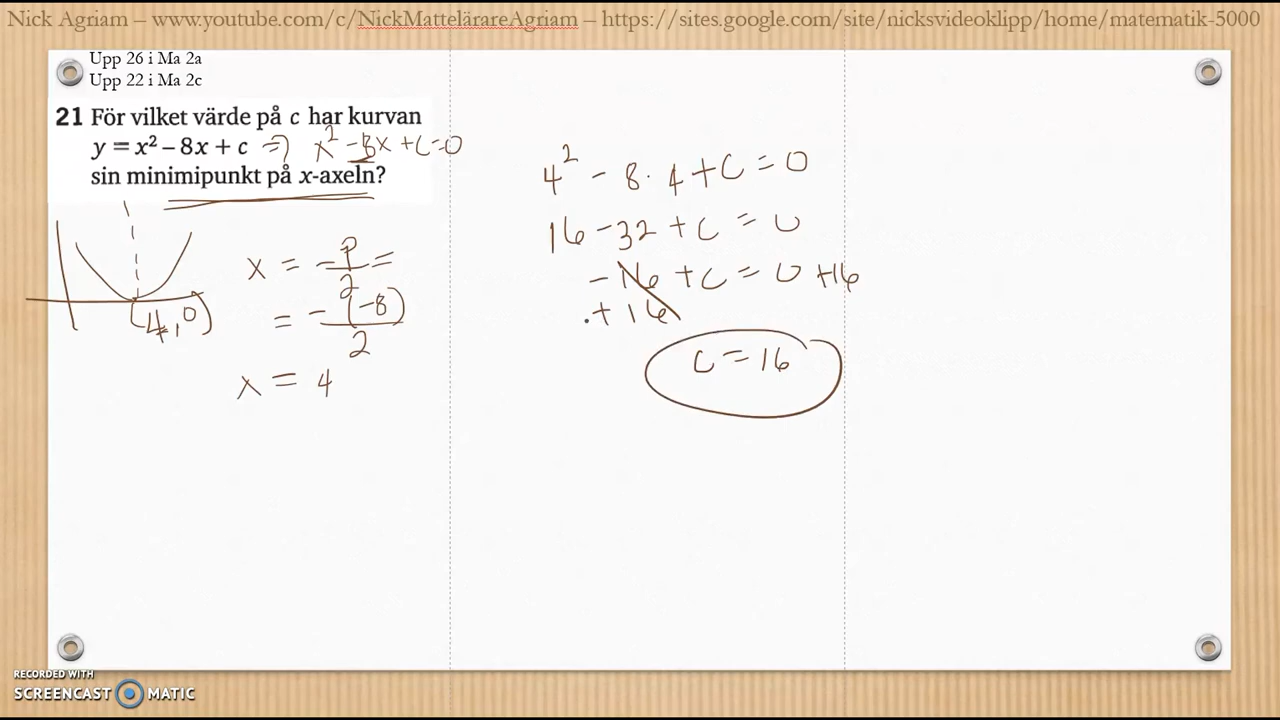 Nick Agriam – www.youtube.com/c/NickMattelärareAgriam – https://sites.google.com/site/nicksvideoklipp/home/matematik-5000
Upp 26 i Ma 2a
Upp 22 i Ma 2c
21 För vilket värde på c har kurvan
y = x² – 8x + c ⇒ x² - 8x + c = 0
sin minimipunkt på x-axeln?
(4, 0)
x = - p/2 =
= - (-8)/2
x = 4
4² - 8 · 4 + c = 0
16 - 32 + c = 0
- 16 + c = 0 + 16
+ 16
c = 16
RECORDED WITH
SCREENCAST MATIC